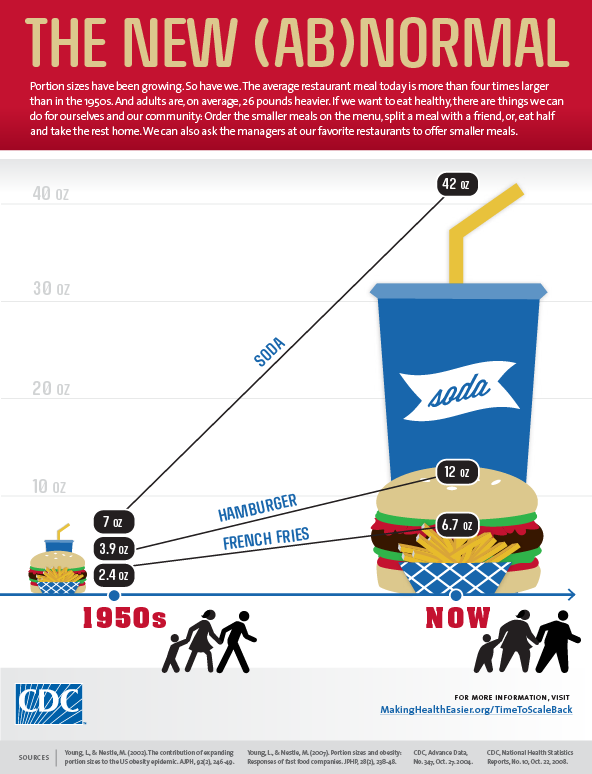 THE NEW (AB)NORMAL
Portion sizes have been growing. So have we. The average restaurant meal today is more than four times larger
than in the 1950s. And adults are, on average, 26 pounds heavier. If we want to eat healthy, there are things we can
do for ourselves and our community: Order the smaller meals on the menu, split a meal with a friend, or, eat half
and take the rest home. We can also ask the managers at our favorite restaurants to offer smaller meals.
42 OZ
40 OZ
30 OZ
SODA
20 OZ
soda
12 OZ
10 OZ
HAMBURGER
7 OZ
6.7 OZ
FRENCH FRIES
3.9 OZ
2.4 OZ
1950s
NOW
CDC
FOR MORE INFORMATION, VISIT
MakingHealthEasier.org/TimeToScaleBack
SOURCES
Young, L., & Nestle, M. (2002). The contribution of expanding
portion sizes to the US obesity epidemic. AJPH, 92(2), 246-49.
Young, L., & Nestle, M. (2007). Portion sizes and obesity:
Responses of fast food companies. JPHP, 28(2), 238-48.
CDC, Advance Data,
No. 347, Oct. 27, 2004.
CDC, National Health Statistics
Reports, No. 10, Oct. 22, 2008.